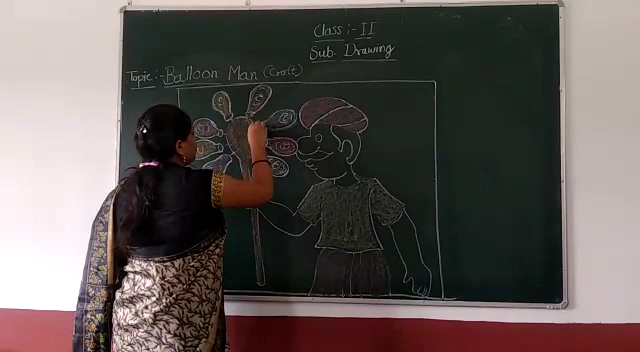 Class :- II
Sub. Drawing
Topic :- Balloon Man (Craft)